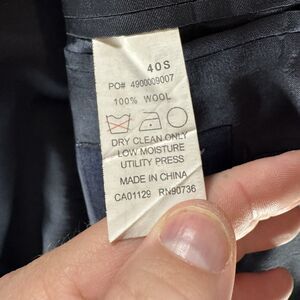 40S
PO# 4900009007
100% WOOL
DRY CLEAN ONLY
LOW MOISTURE
UTILITY PRESS
MADE IN CHINA
CA01129 RN90736